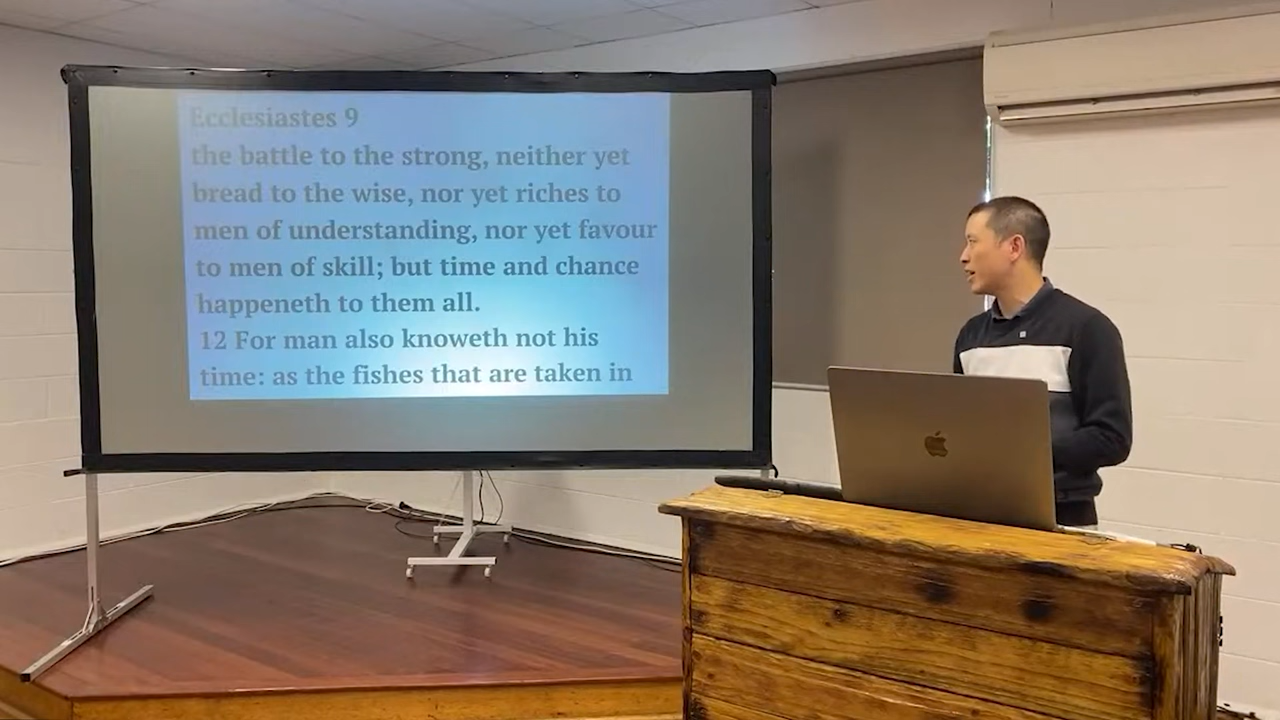 Ecclesiastes 9
the battle to the strong, neither yet
bread to the wise, nor yet riches to
men of understanding, nor yet favour
to men of skill; but time and chance
happeneth to them all.
12 For man also knoweth not his
time: as the fishes that are taken in